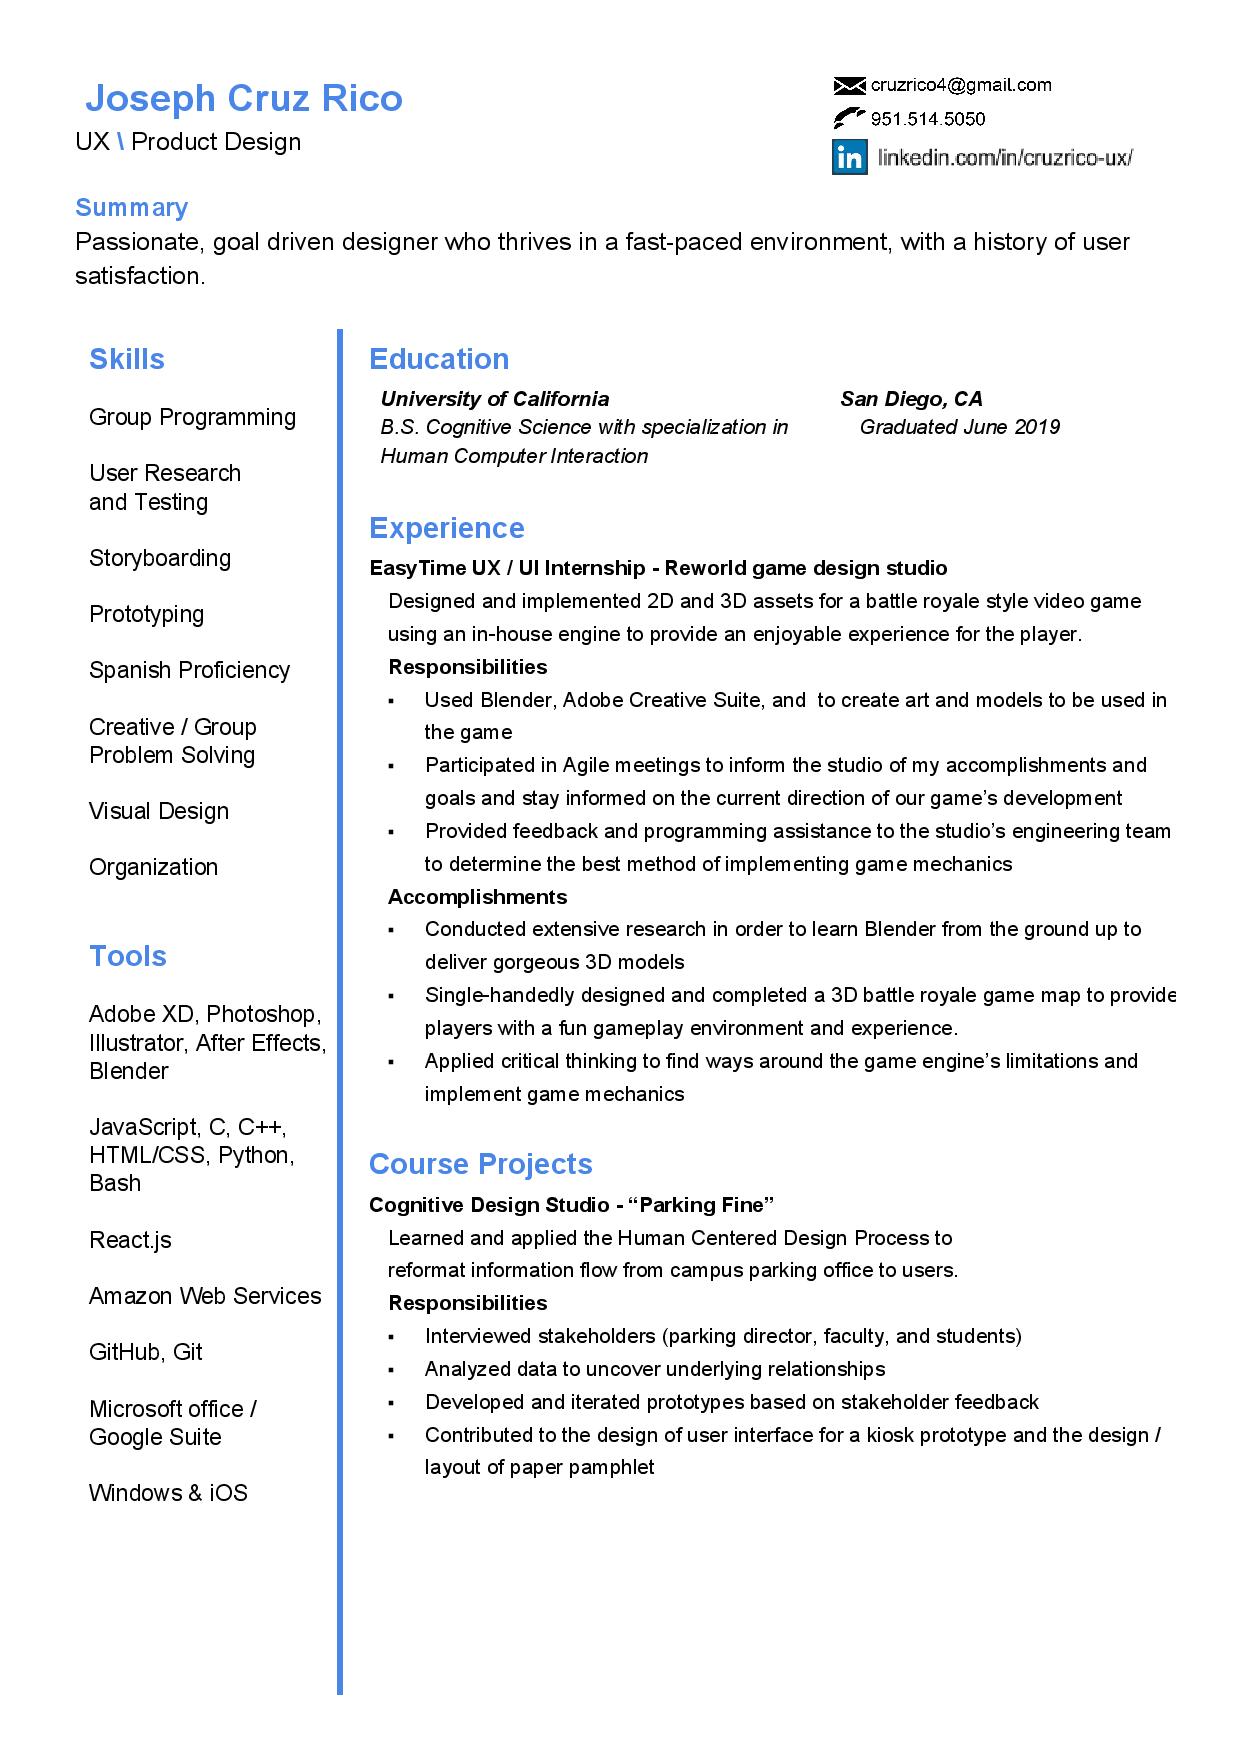 Joseph Cruz Rico
UX \ Product Design
cruzrico4@gmail.com
951.514.5050
in linkedin.com/in/cruzrico-ux/
Summary
Passionate, goal driven designer who thrives in a fast-paced environment, with a history of user
satisfaction.
Skills
Group Programming
User Research
and Testing
Storyboarding
Prototyping
Spanish Proficiency
Creative / Group
Problem Solving
Visual Design
Organization
Tools
Adobe XD, Photoshop,
Illustrator, After Effects,
Blender
JavaScript, C, C++,
HTML/CSS, Python,
Bash
React.js
Amazon Web Services
GitHub, Git
Microsoft office /
Google Suite
Windows & iOS
Education
University of California San Diego, CA
B.S. Cognitive Science with specialization in Graduated June 2019
Human Computer Interaction
Experience
EasyTime UX / UI Internship - Reworld game design studio
Designed and implemented 2D and 3D assets for a battle royale style video game
using an in-house engine to provide an enjoyable experience for the player.
Responsibilities
▪ Used Blender, Adobe Creative Suite, and  to create art and models to be used in
the game
▪ Participated in Agile meetings to inform the studio of my accomplishments and
goals and stay informed on the current direction of our game’s development
▪ Provided feedback and programming assistance to the studio’s engineering team
to determine the best method of implementing game mechanics
Accomplishments
▪ Conducted extensive research in order to learn Blender from the ground up to
deliver gorgeous 3D models
▪ Single-handedly designed and completed a 3D battle royale game map to provide
players with a fun gameplay environment and experience.
▪ Applied critical thinking to find ways around the game engine’s limitations and
implement game mechanics
Course Projects
Cognitive Design Studio - “Parking Fine”
Learned and applied the Human Centered Design Process to
reformat information flow from campus parking office to users.
Responsibilities
▪ Interviewed stakeholders (parking director, faculty, and students)
▪ Analyzed data to uncover underlying relationships
▪ Developed and iterated prototypes based on stakeholder feedback
▪ Contributed to the design of user interface for a kiosk prototype and the design /
layout of paper pamphlet